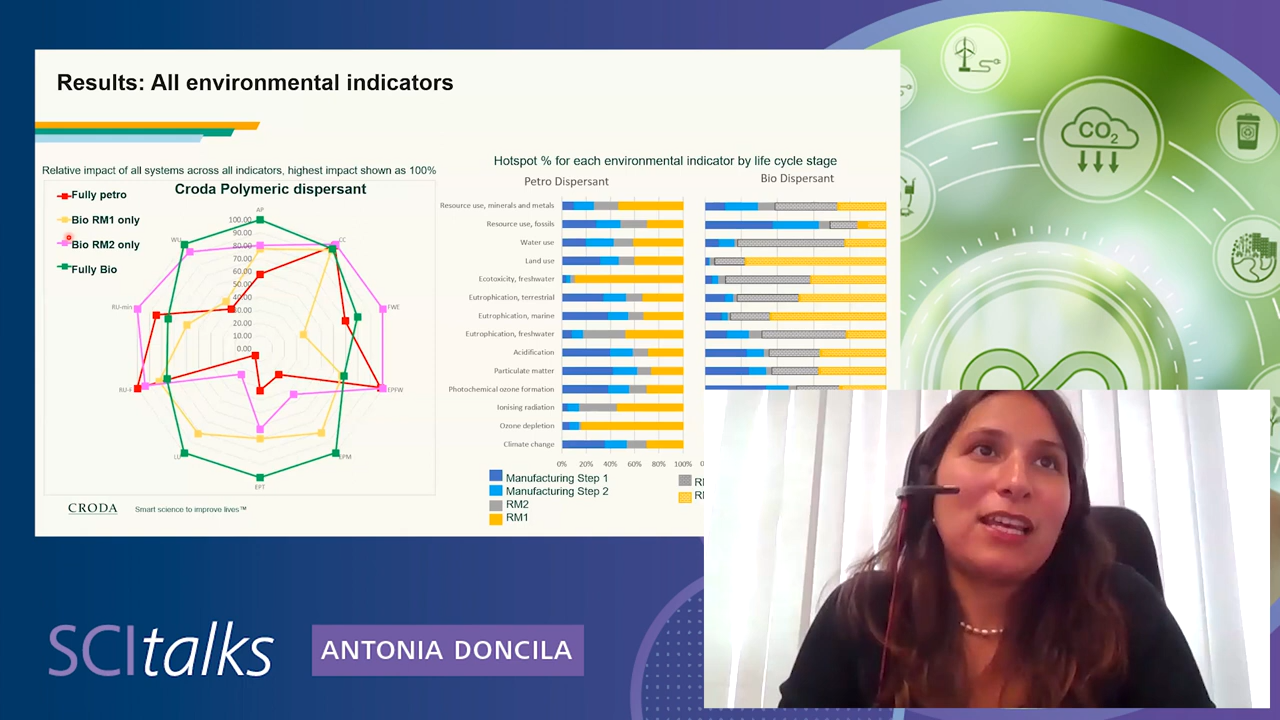 Results: All environmental indicators
Relative impact of all systems across all indicators, highest impact shown as 100%
Croda Polymeric dispersant
Fully petro
Bio RM1 only
Bio RM2 only
Fully Bio
AP
100.00
90.00
80.00
70.00
60.00
50.00
40.00
30.00
20.00
10.00
0.00
CC
FWE
EPFW
EPM
EPT
LU
RU-F
RU-min
WU
CRODA
Smart science to improve lives™
Hotspot % for each environmental indicator by life cycle stage
Petro Dispersant
Bio Dispersant
Resource use, minerals and metals
Resource use, fossils
Water use
Land use
Ecotoxicity, freshwater
Eutrophication, terrestrial
Eutrophication, marine
Eutrophication, freshwater
Acidification
Particulate matter
Photochemical ozone formation
Ionising radiation
Ozone depletion
Climate change
0% 20% 40% 60% 80% 100%
Manufacturing Step 1
Manufacturing Step 2
RM2
RM1
CO2
SCItalks
ANTONIA DONCILA